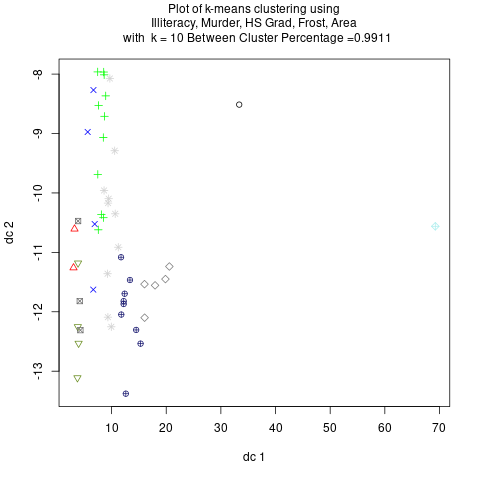 Plot of k-means clustering using
Illiteracy, Murder, HS Grad, Frost, Area
with k = 10 Between Cluster Percentage =0.9911
-8
-9
-10
-11
-12
-13
dc 2
10 20 30 40 50 60 70
dc 1